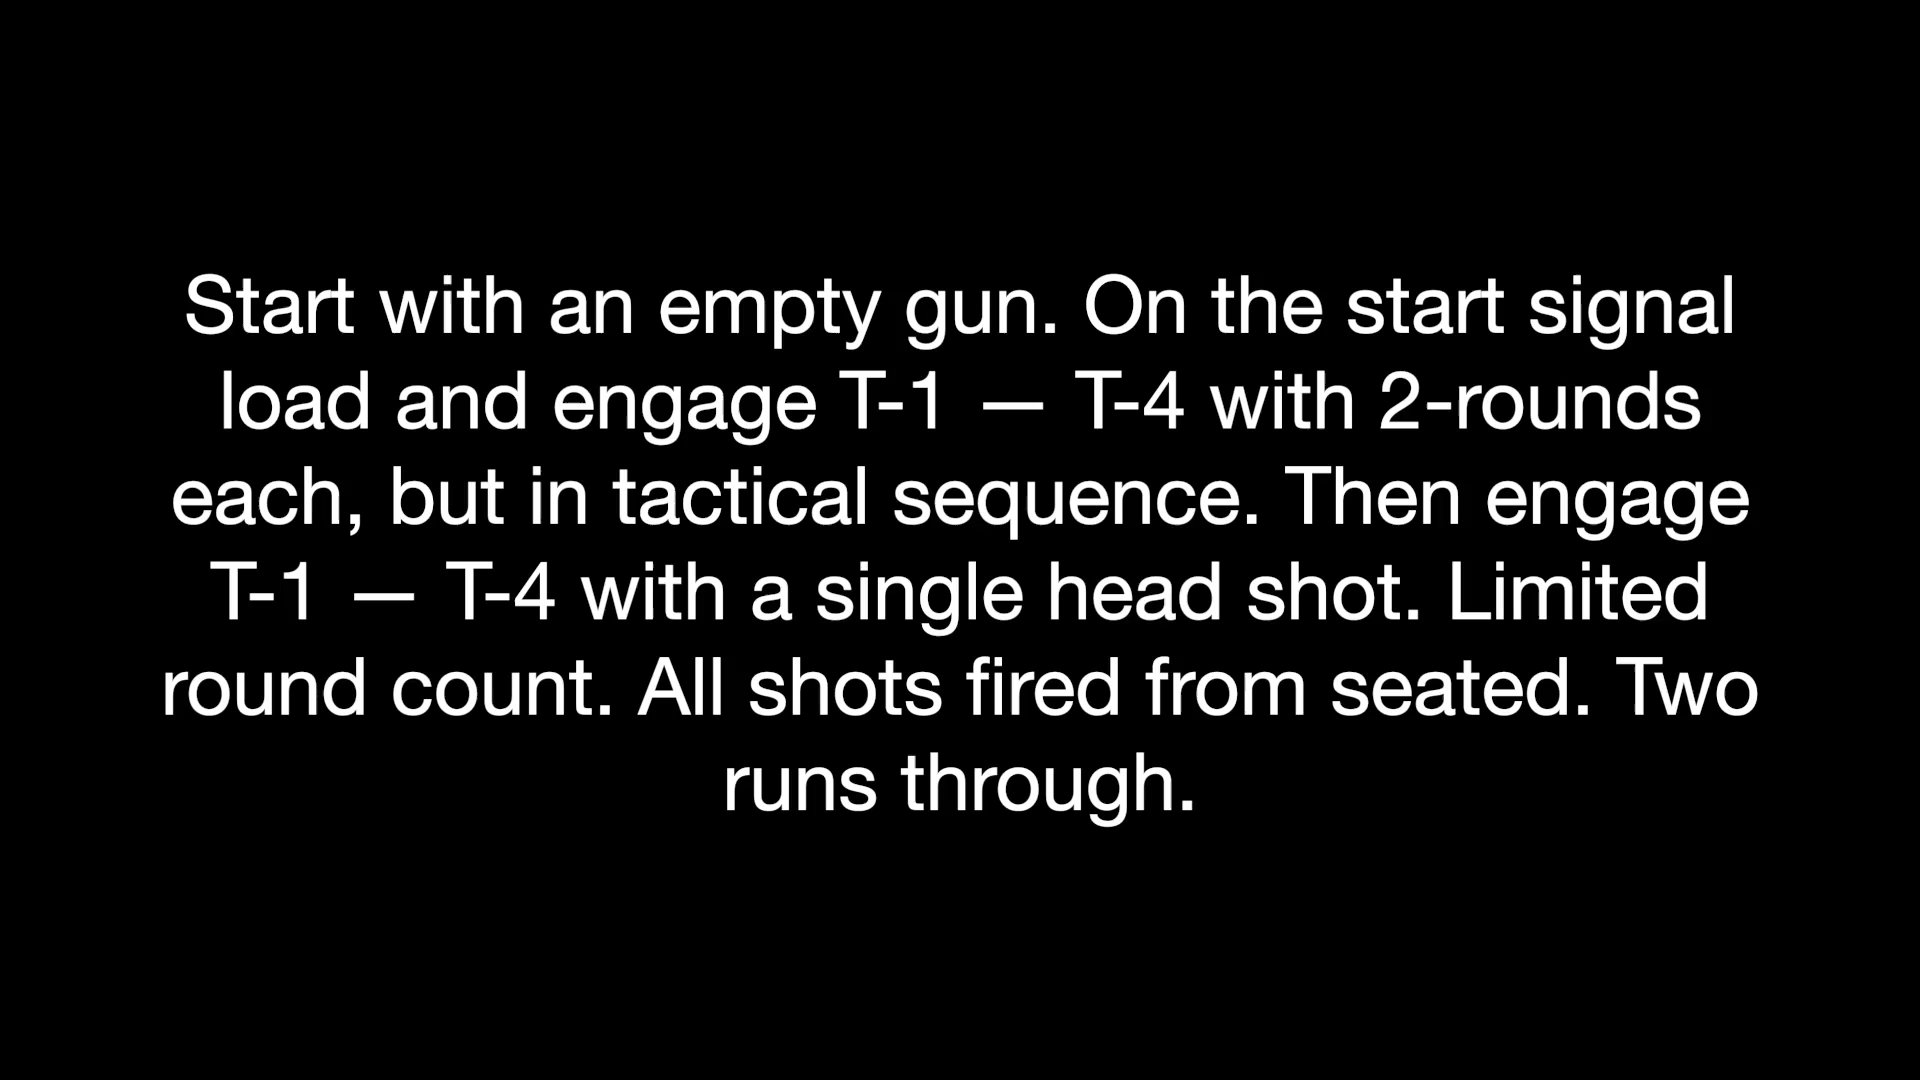 Start with an empty gun. On the start signal
load and engage T-1 — T-4 with 2-rounds
each, but in tactical sequence. Then engage
T-1 — T-4 with a single head shot. Limited
round count. All shots fired from seated. Two
runs through.